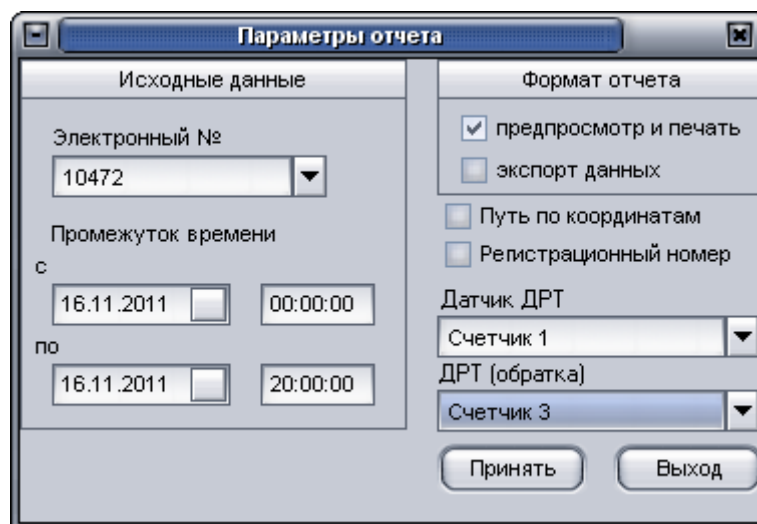 Параметры отчета
Исходные данные
Электронный №
10472
Промежуток времени
с
16.11.2011 00:00:00
по
16.11.2011 20:00:00
Формат отчета
предпросмотр и печать
экспорт данных
Путь по координатам
Регистрационный номер
Датчик ДРТ
Счетчик 1
ДРТ (обратка)
Счетчик 3
Принять Выход